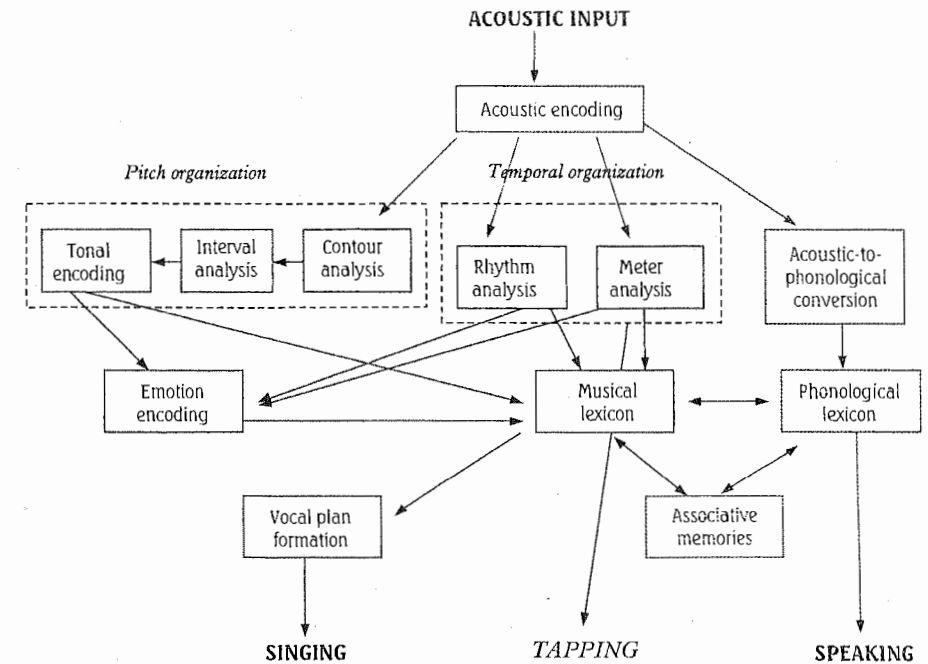 ACOUSTIC INPUT
Acoustic encoding
Pitch organization
Temporal organization
Tonal
encoding
Interval
analysis
Contour
analysis
Rhythm
analysis
Meter
analysis
Acoustic-to-
phonological
conversion
Emotion
encoding
Musical
lexicon
Phonological
lexicon
Vocal plan
formation
Associative
memories
SINGING
TAPPING
SPEAKING